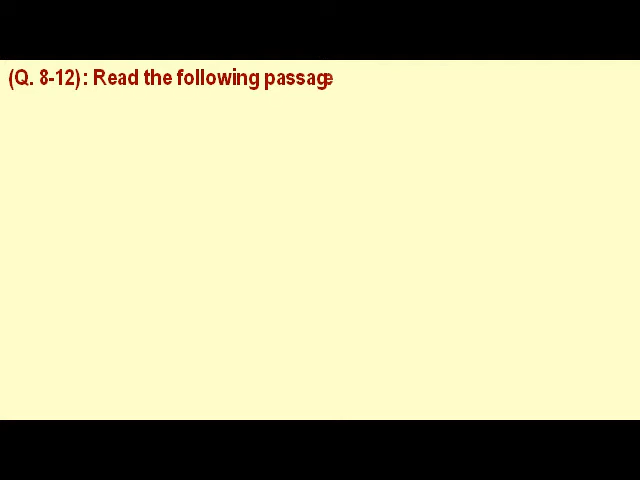 (Q. 8-12): Read the following passage